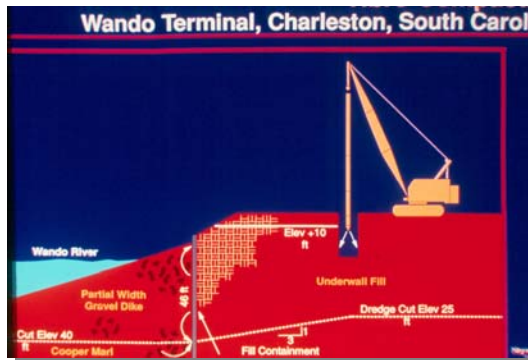 Wando Terminal, Charleston, South Carol
Elev +10
ft
Wando River
46 ft
Underwall Fill
Partial Width
Gravel Dike
Dredge Cut Elev 25
ft
1
3
Cut Elev 40
ft
Cooper Marl
Fill Containment